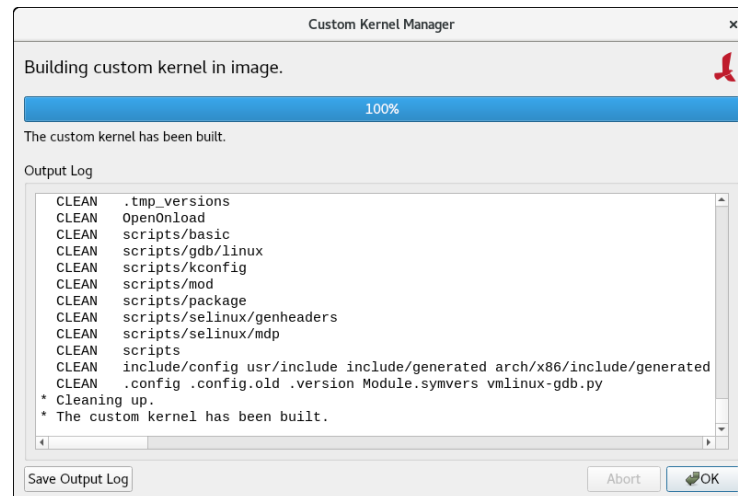 Custom Kernel Manager ×
Building custom kernel in image.
100%
The custom kernel has been built.
Output Log
CLEAN .tmp_versions
CLEAN OpenOnload
CLEAN scripts/basic
CLEAN scripts/gdb/linux
CLEAN scripts/kconfig
CLEAN scripts/mod
CLEAN scripts/package
CLEAN scripts/selinux/genheaders
CLEAN scripts/selinux/mdp
CLEAN scripts
CLEAN include/config usr/include include/generated arch/x86/include/generated
CLEAN .config .config.old .version Module.symvers vmlinux-gdb.py
* Cleaning up.
* The custom kernel has been built.
Save Output Log Abort OK